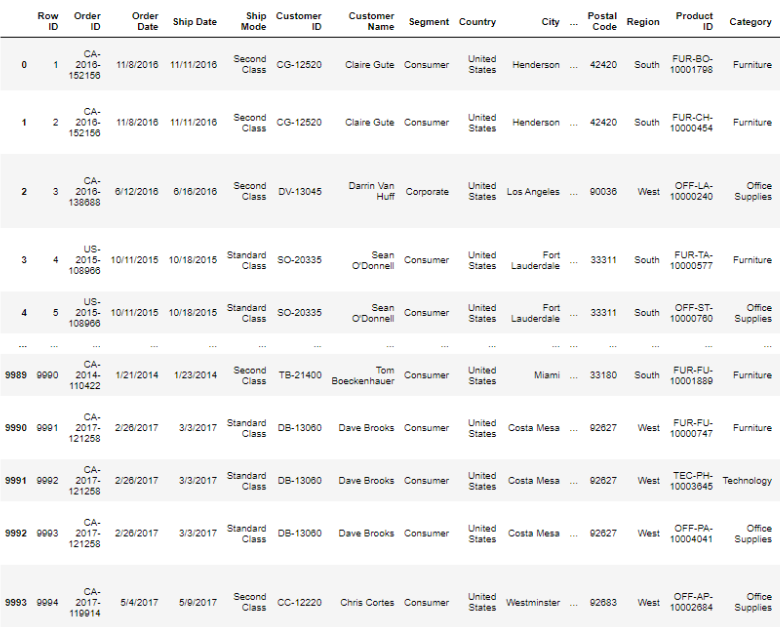 Row ID Order ID Order Date Ship Date Ship Mode Customer ID Customer Name Segment Country City ... Postal Code Region Product ID Category
0 1 CA-2016-152156 11/8/2016 11/11/2016 Second Class CG-12520 Claire Gute Consumer United States Henderson ... 42420 South FUR-BO-10001798 Furniture
1 2 CA-2016-152156 11/8/2016 11/11/2016 Second Class CG-12520 Claire Gute Consumer United States Henderson ... 42420 South FUR-CH-10000454 Furniture
2 3 CA-2016-138688 6/12/2016 6/16/2016 Second Class DV-13045 Darrin Van Huff Corporate United States Los Angeles ... 90036 West OFF-LA-10000240 Office Supplies
3 4 US-2015-108966 10/11/2015 10/18/2015 Standard Class SO-20335 Sean O'Donnell Consumer United States Fort Lauderdale ... 33311 South FUR-TA-10000577 Furniture
4 5 US-2015-108966 10/11/2015 10/18/2015 Standard Class SO-20335 Sean O'Donnell Consumer United States Fort Lauderdale ... 33311 South OFF-ST-10000760 Office Supplies
... ... ... ... ... ... ... ... ... ... ... ... ... ... ... ...
9989 9990 CA-2014-110422 1/21/2014 1/23/2014 Second Class TB-21400 Tom Boeckenhauer Consumer United States Miami ... 33180 South FUR-FU-10001889 Furniture
9990 9991 CA-2017-121258 2/26/2017 3/3/2017 Standard Class DB-13060 Dave Brooks Consumer United States Costa Mesa ... 92627 West FUR-FU-10000747 Furniture
9991 9992 CA-2017-121258 2/26/2017 3/3/2017 Standard Class DB-13060 Dave Brooks Consumer United States Costa Mesa ... 92627 West TEC-PH-10003645 Technology
9992 9993 CA-2017-121258 2/26/2017 3/3/2017 Standard Class DB-13060 Dave Brooks Consumer United States Costa Mesa ... 92627 West OFF-PA-10004041 Office Supplies
9993 9994 CA-2017-119914 5/4/2017 5/9/2017 Second Class CC-12220 Chris Cortes Consumer United States Westminster ... 92683 West OFF-AP-10002684 Office Supplies